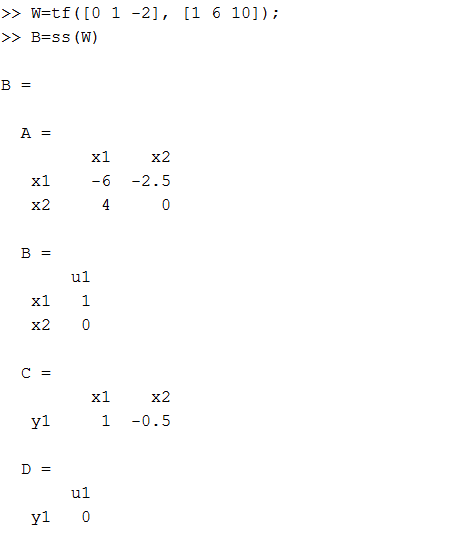 >> W=tf([0 1 -2], [1 6 10]);
>> B=ss(W)
B =
A =
x1 x2
x1 -6 -2.5
x2 4 0
B =
u1
x1 1
x2 0
C =
x1 x2
y1 1 -0.5
D =
u1
y1 0